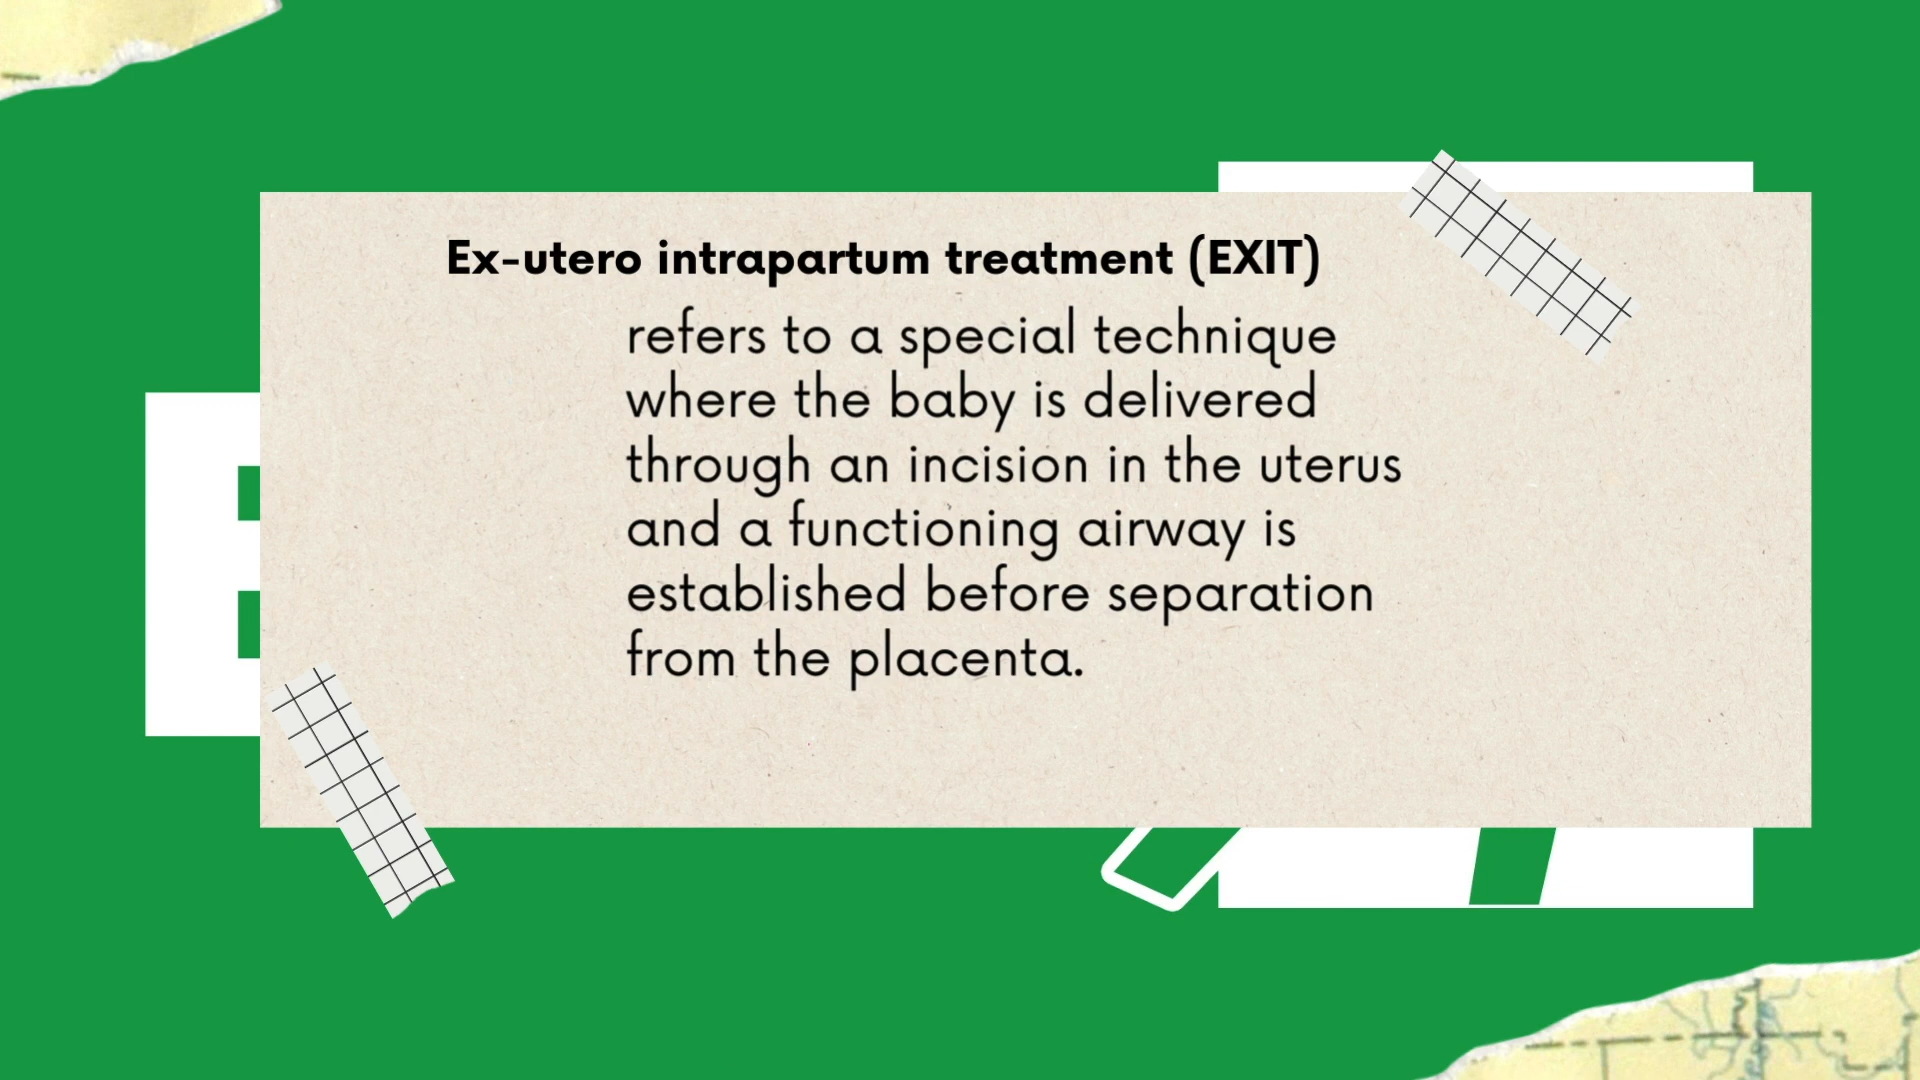 Ex-utero intrapartum treatment (EXIT)
refers to a special technique
where the baby is delivered
through an incision in the uterus
and a functioning airway is
established before separation
from the placenta.